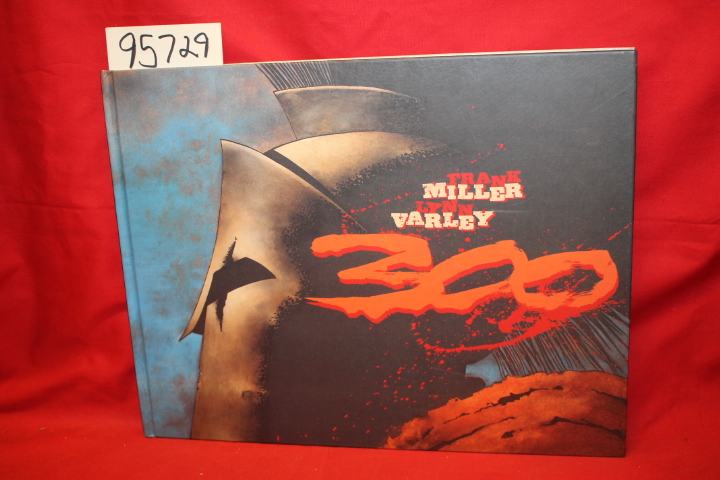 95729
FRANK
MILLER
LYNN
VARLEY
300